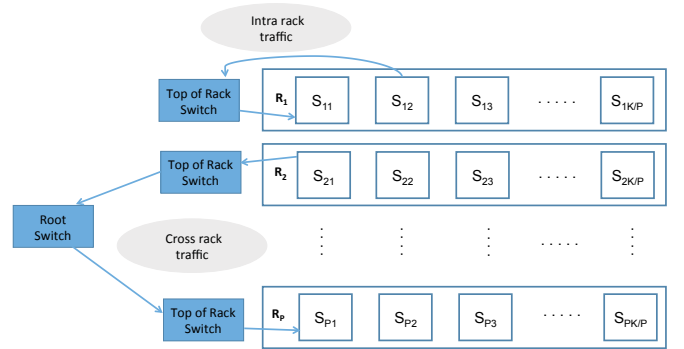 Intra rack
traffic
Top of Rack
Switch
R1
S11
S12
S13
. . . . .
S1K/P
Top of Rack
Switch
R2
S21
S22
S23
. . . . .
S2K/P
Root
Switch
Cross rack
traffic
. . . . .
Top of Rack
Switch
RP
SP1
SP2
SP3
. . . . .
SPK/P